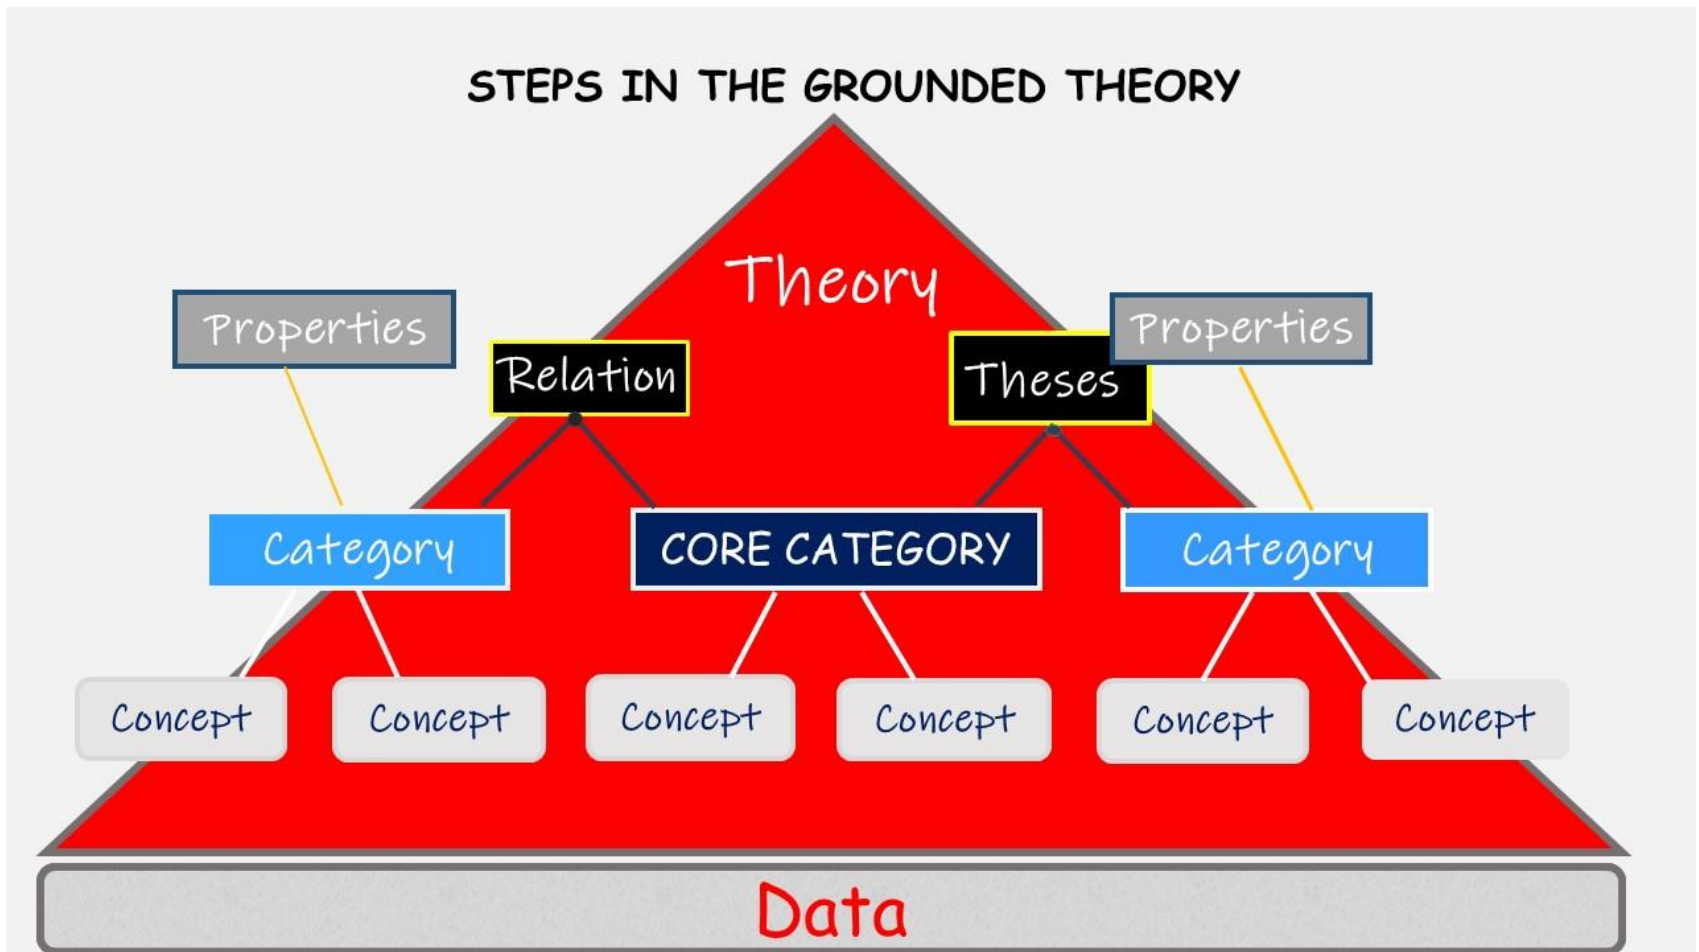 STEPS IN THE GROUNDED THEORY
Theory
Properties
Properties
Relation
Theses
Category
CORE CATEGORY
Category
Concept
Concept
Concept
Concept
Concept
Concept
Data